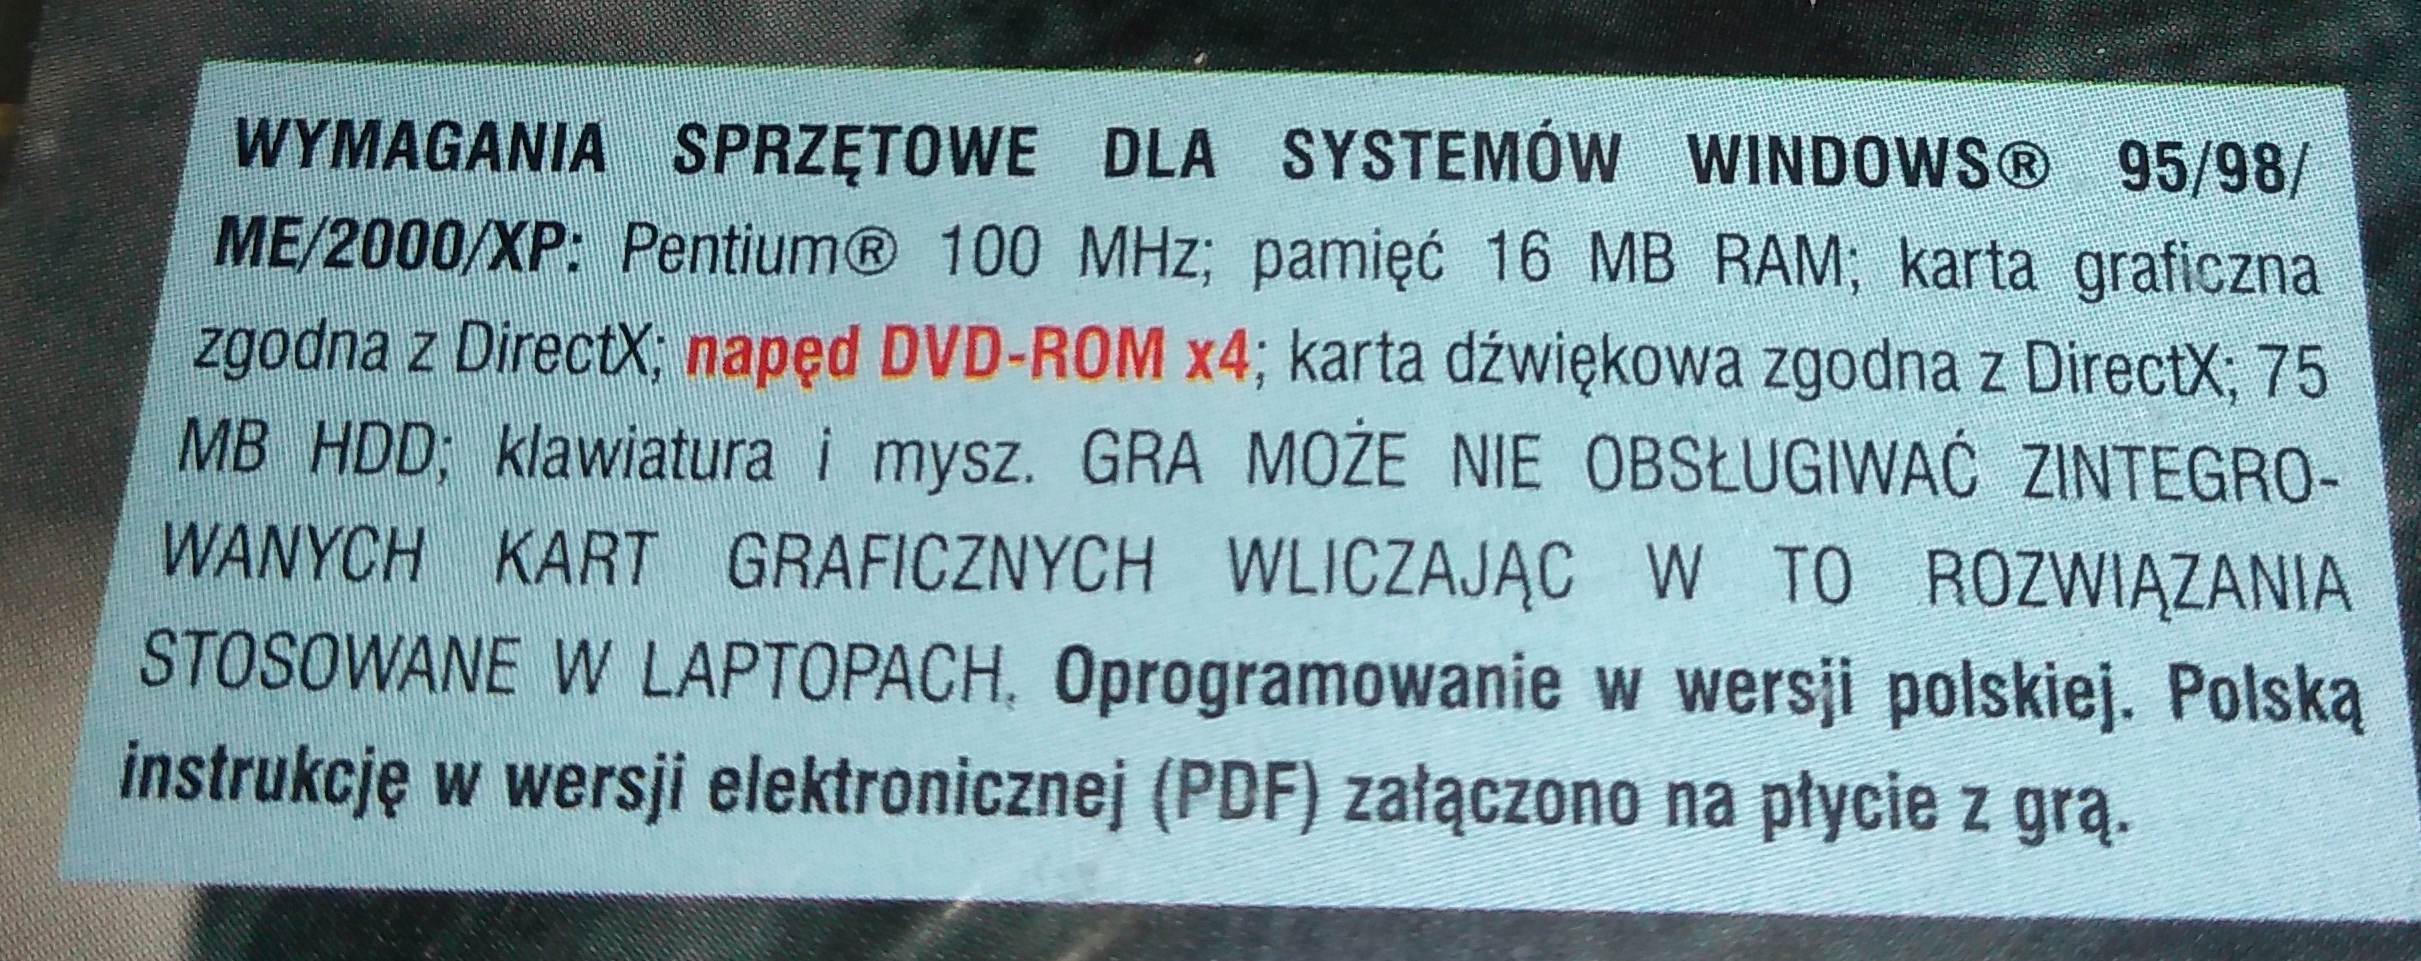 WYMAGANIA SPRZĘTOWE DLA SYSTEMÓW WINDOWS® 95/98/
ME/2000/XP: Pentium® 100 MHz; pamięć 16 MB RAM; karta graficzna
zgodna z DirectX; napęd DVD-ROM x4; karta dźwiękowa zgodna z DirectX; 75
MB HDD; klawiatura i mysz. GRA MOŻE NIE OBSŁUGIWAĆ ZINTEGRO-
WANYCH KART GRAFICZNYCH WLICZAJĄC W TO ROZWIĄZANIA
STOSOWANE W LAPTOPACH. Oprogramowanie w wersji polskiej. Polską
instrukcję w wersji elektronicznej (PDF) załączono na płycie z grą.